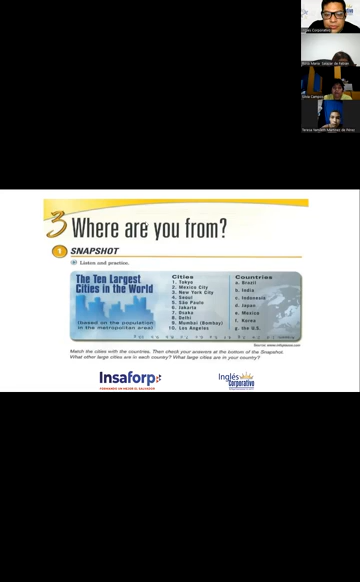 3 Where are you from?
1 SNAPSHOT
Listen and practice.
The Ten Largest
Cities in the World
(based on the population
in the metropolitan area)
Cities
1. Tokyo
2. Mexico City
3. New York City
4. Seoul
5. São Paulo
6. Jakarta
7. Osaka
8. Delhi
9. Mumbai (Bombay)
10. Los Angeles
Countries
a. Brazil
b. India
c. Indonesia
d. Japan
e. Mexico
f. Korea
g. the U.S.
Match the cities with the countries. Then check your answers at the bottom of the Snapshot.
What other large cities are in each country? What large cities are in your country?
Insaforp
Inglés
Corporativo